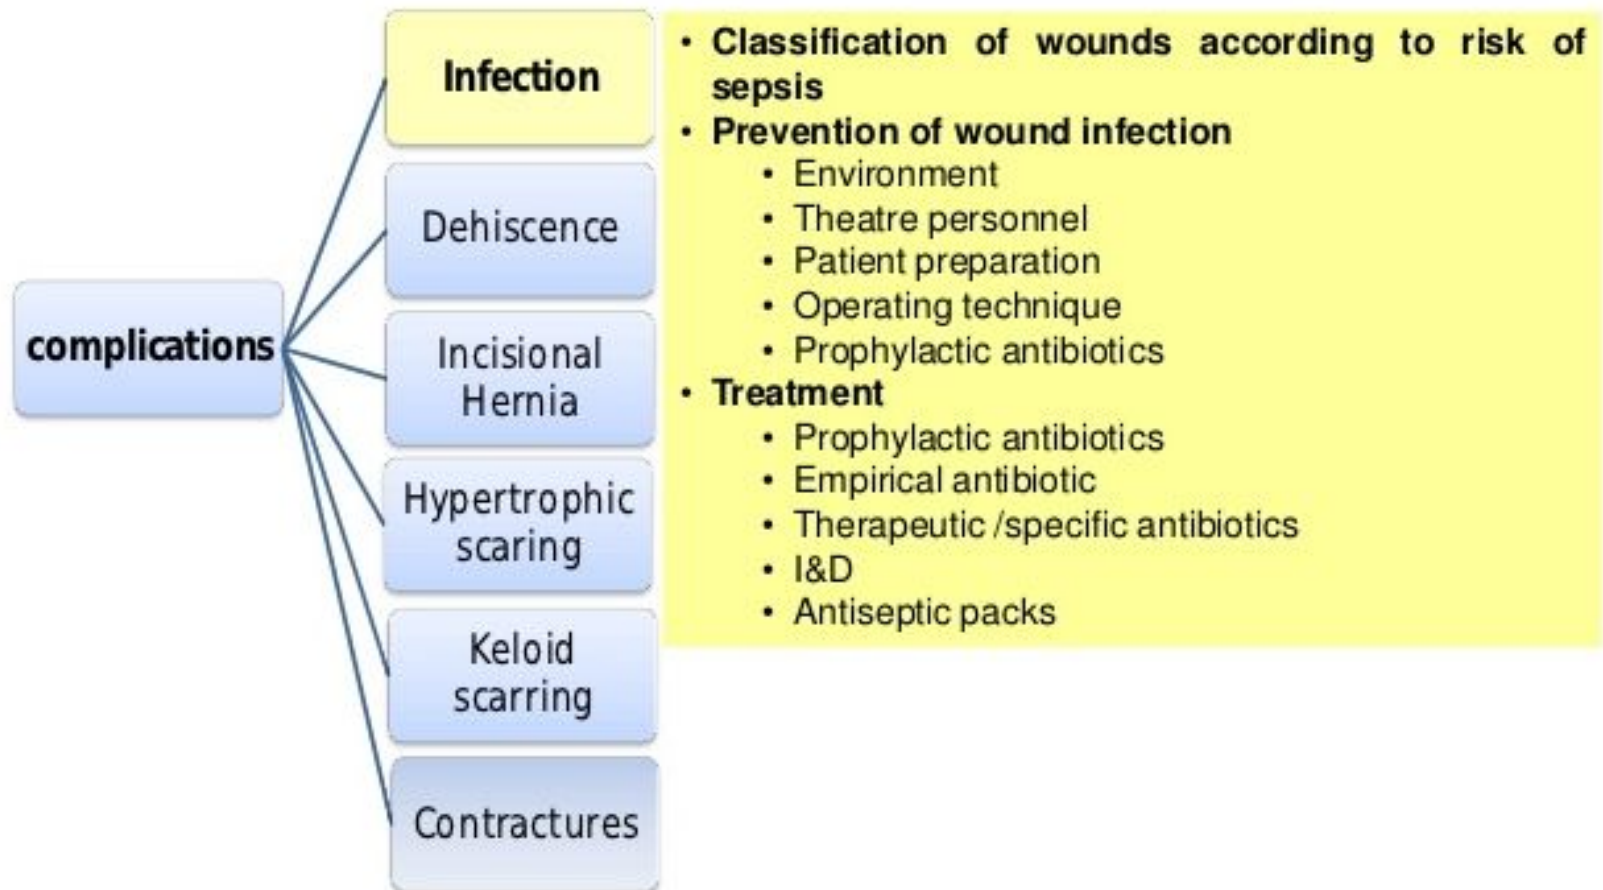 complications
Infection
Dehiscence
Incisional
Hernia
Hypertrophic
scaring
Keloid
scarring
Contractures
• Classification of wounds according to risk of
sepsis
• Prevention of wound infection
• Environment
• Theatre personnel
• Patient preparation
• Operating technique
• Prophylactic antibiotics
• Treatment
• Prophylactic antibiotics
• Empirical antibiotic
• Therapeutic /specific antibiotics
• I&D
• Antiseptic packs